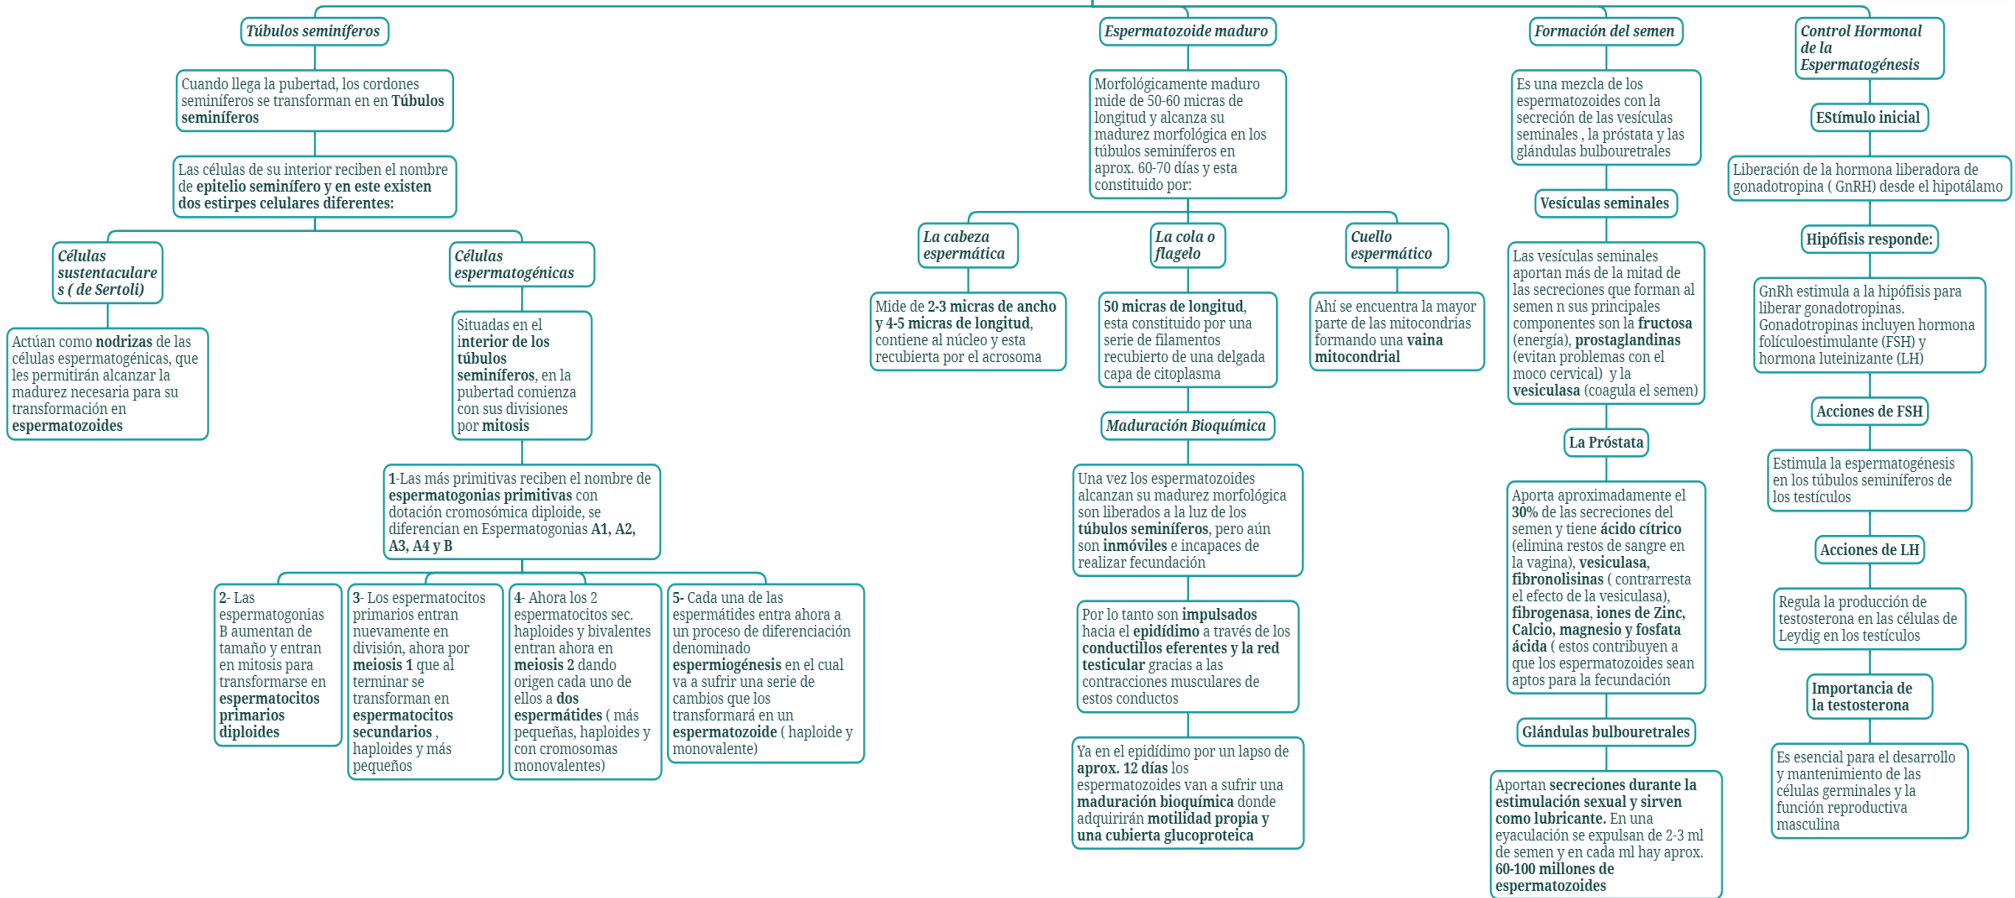 Túbulos seminíferos
Cuando llega la pubertad, los cordones
seminíferos se transforman en en Túbulos
seminíferos
Las células de su interior reciben el nombre
de epitelio seminífero y en este existen
dos estirpes celulares diferentes:
Células
sustentaculare
s ( de Sertoli)
Actúan como nodrizas de las
células espermatogénicas, que
les permitirán alcanzar la
madurez necesaria para su
transformación en
espermatozoides
Células
espermatogénicas
Situadas en el
interior de los
túbulos
seminíferos, en la
pubertad comienza
con sus divisiones
por mitosis
1-Las más primitivas reciben el nombre de
espermatogonias primitivas con
dotación cromosómica diploide, se
diferencian en Espermatogonias A1, A2,
A3, A4 y B
2- Las
espermatogonias
B aumentan de
tamaño y entran
en mitosis para
transformarse en
espermatocitos
primarios
diploides
3- Los espermatocitos
primarios entran
nuevamente en
división, ahora por
meiosis 1 que al
terminar se
transforman en
espermatocitos
secundarios ,
haploides y más
pequeños
4- Ahora los 2
espermatocitos sec.
haploides y bivalentes
entran ahora en
meiosis 2 dando
origen cada uno de
ellos a dos
espermátides ( más
pequeñas, haploides y
con cromosomas
monovalentes)
5- Cada una de las
espermátides entra ahora a
un proceso de diferenciación
denominado
espermiogénesis en el cual
va a sufrir una serie de
cambios que los
transformará en un
espermatozoide ( haploide y
monovalente)
Espermatozoide maduro
Morfológicamente maduro
mide de 50-60 micras de
longitud y alcanza su
madurez morfológica en los
túbulos seminíferos en
aprox. 60-70 días y esta
constituido por:
La cabeza
espermática
Mide de 2-3 micras de ancho
y 4-5 micras de longitud,
contiene al núcleo y esta
recubierta por el acrosoma
La cola o
flagelo
50 micras de longitud,
esta constituido por una
serie de filamentos
recubierto de una delgada
capa de citoplasma
Cuello
espermático
Ahí se encuentra la mayor
parte de las mitocondrias
formando una vaina
mitocondrial
Maduración Bioquímica
Una vez los espermatozoides
alcanzan su madurez morfológica
son liberados a la luz de los
túbulos seminíferos, pero aún
son inmóviles e incapaces de
realizar fecundación
Por lo tanto son impulsados
hacia el epidídimo a través de los
conductillos eferentes y la red
testicular gracias a las
contracciones musculares de
estos conductos
Ya en el epidídimo por un lapso de
aprox. 12 días los
espermatozoides van a sufrir una
maduración bioquímica donde
adquirirán motilidad propia y
una cubierta glucoproteica
Formación del semen
Es una mezcla de los
espermatozoides con la
secreción de las vesículas
seminales , la próstata y las
glándulas bulbouretrales
Vesículas seminales
Las vesículas seminales
aportan más de la mitad de
las secreciones que forman al
semen n sus principales
componentes son la fructosa
(energía), prostaglandinas
(evitan problemas con el
moco cervical)  y la
vesiculasa (coagula el semen)
La Próstata
Aporta aproximadamente el
30% de las secreciones del
semen y tiene ácido cítrico
(elimina restos de sangre en
la vagina), vesiculasa,
fibronolisinas ( contrarresta
el efecto de la vesiculasa),
fibrogenasa, iones de Zinc,
Calcio, magnesio y fosfata
ácida ( estos contribuyen a
que los espermatozoides sean
aptos para la fecundación
Glándulas bulbouretrales
Aportan secreciones durante la
estimulación sexual y sirven
como lubricante. En una
eyaculación se expulsan de 2-3 ml
de semen y en cada ml hay aprox.
60-100 millones de
espermatozoides
Control Hormonal
de la
Espermatogénesis
EStímulo inicial
Liberación de la hormona liberadora de
gonadotropina ( GnRH) desde el hipotálamo
Hipófisis responde:
GnRh estimula a la hipófisis para
liberar gonadotropinas.
Gonadotropinas incluyen hormona
folículoestimulante (FSH) y
hormona luteinizante (LH)
Acciones de FSH
Estimula la espermatogénesis
en los túbulos seminíferos de
los testículos
Acciones de LH
Regula la producción de
testosterona en las células de
Leydig en los testículos
Importancia de
la testosterona
Es esencial para el desarrollo
y mantenimiento de las
células germinales y la
función reproductiva
masculina